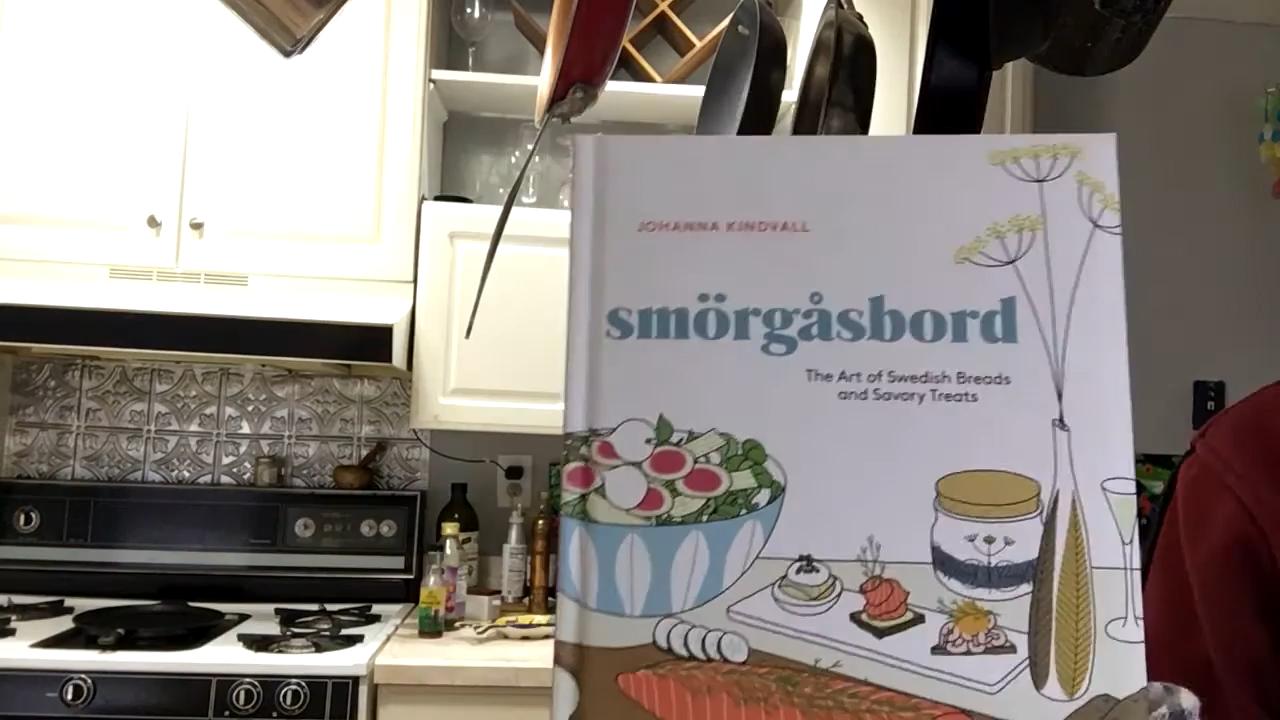 JOHANNA KINDVALL
smörgåsbord
The Art of Swedish Breads
and Savory Treats